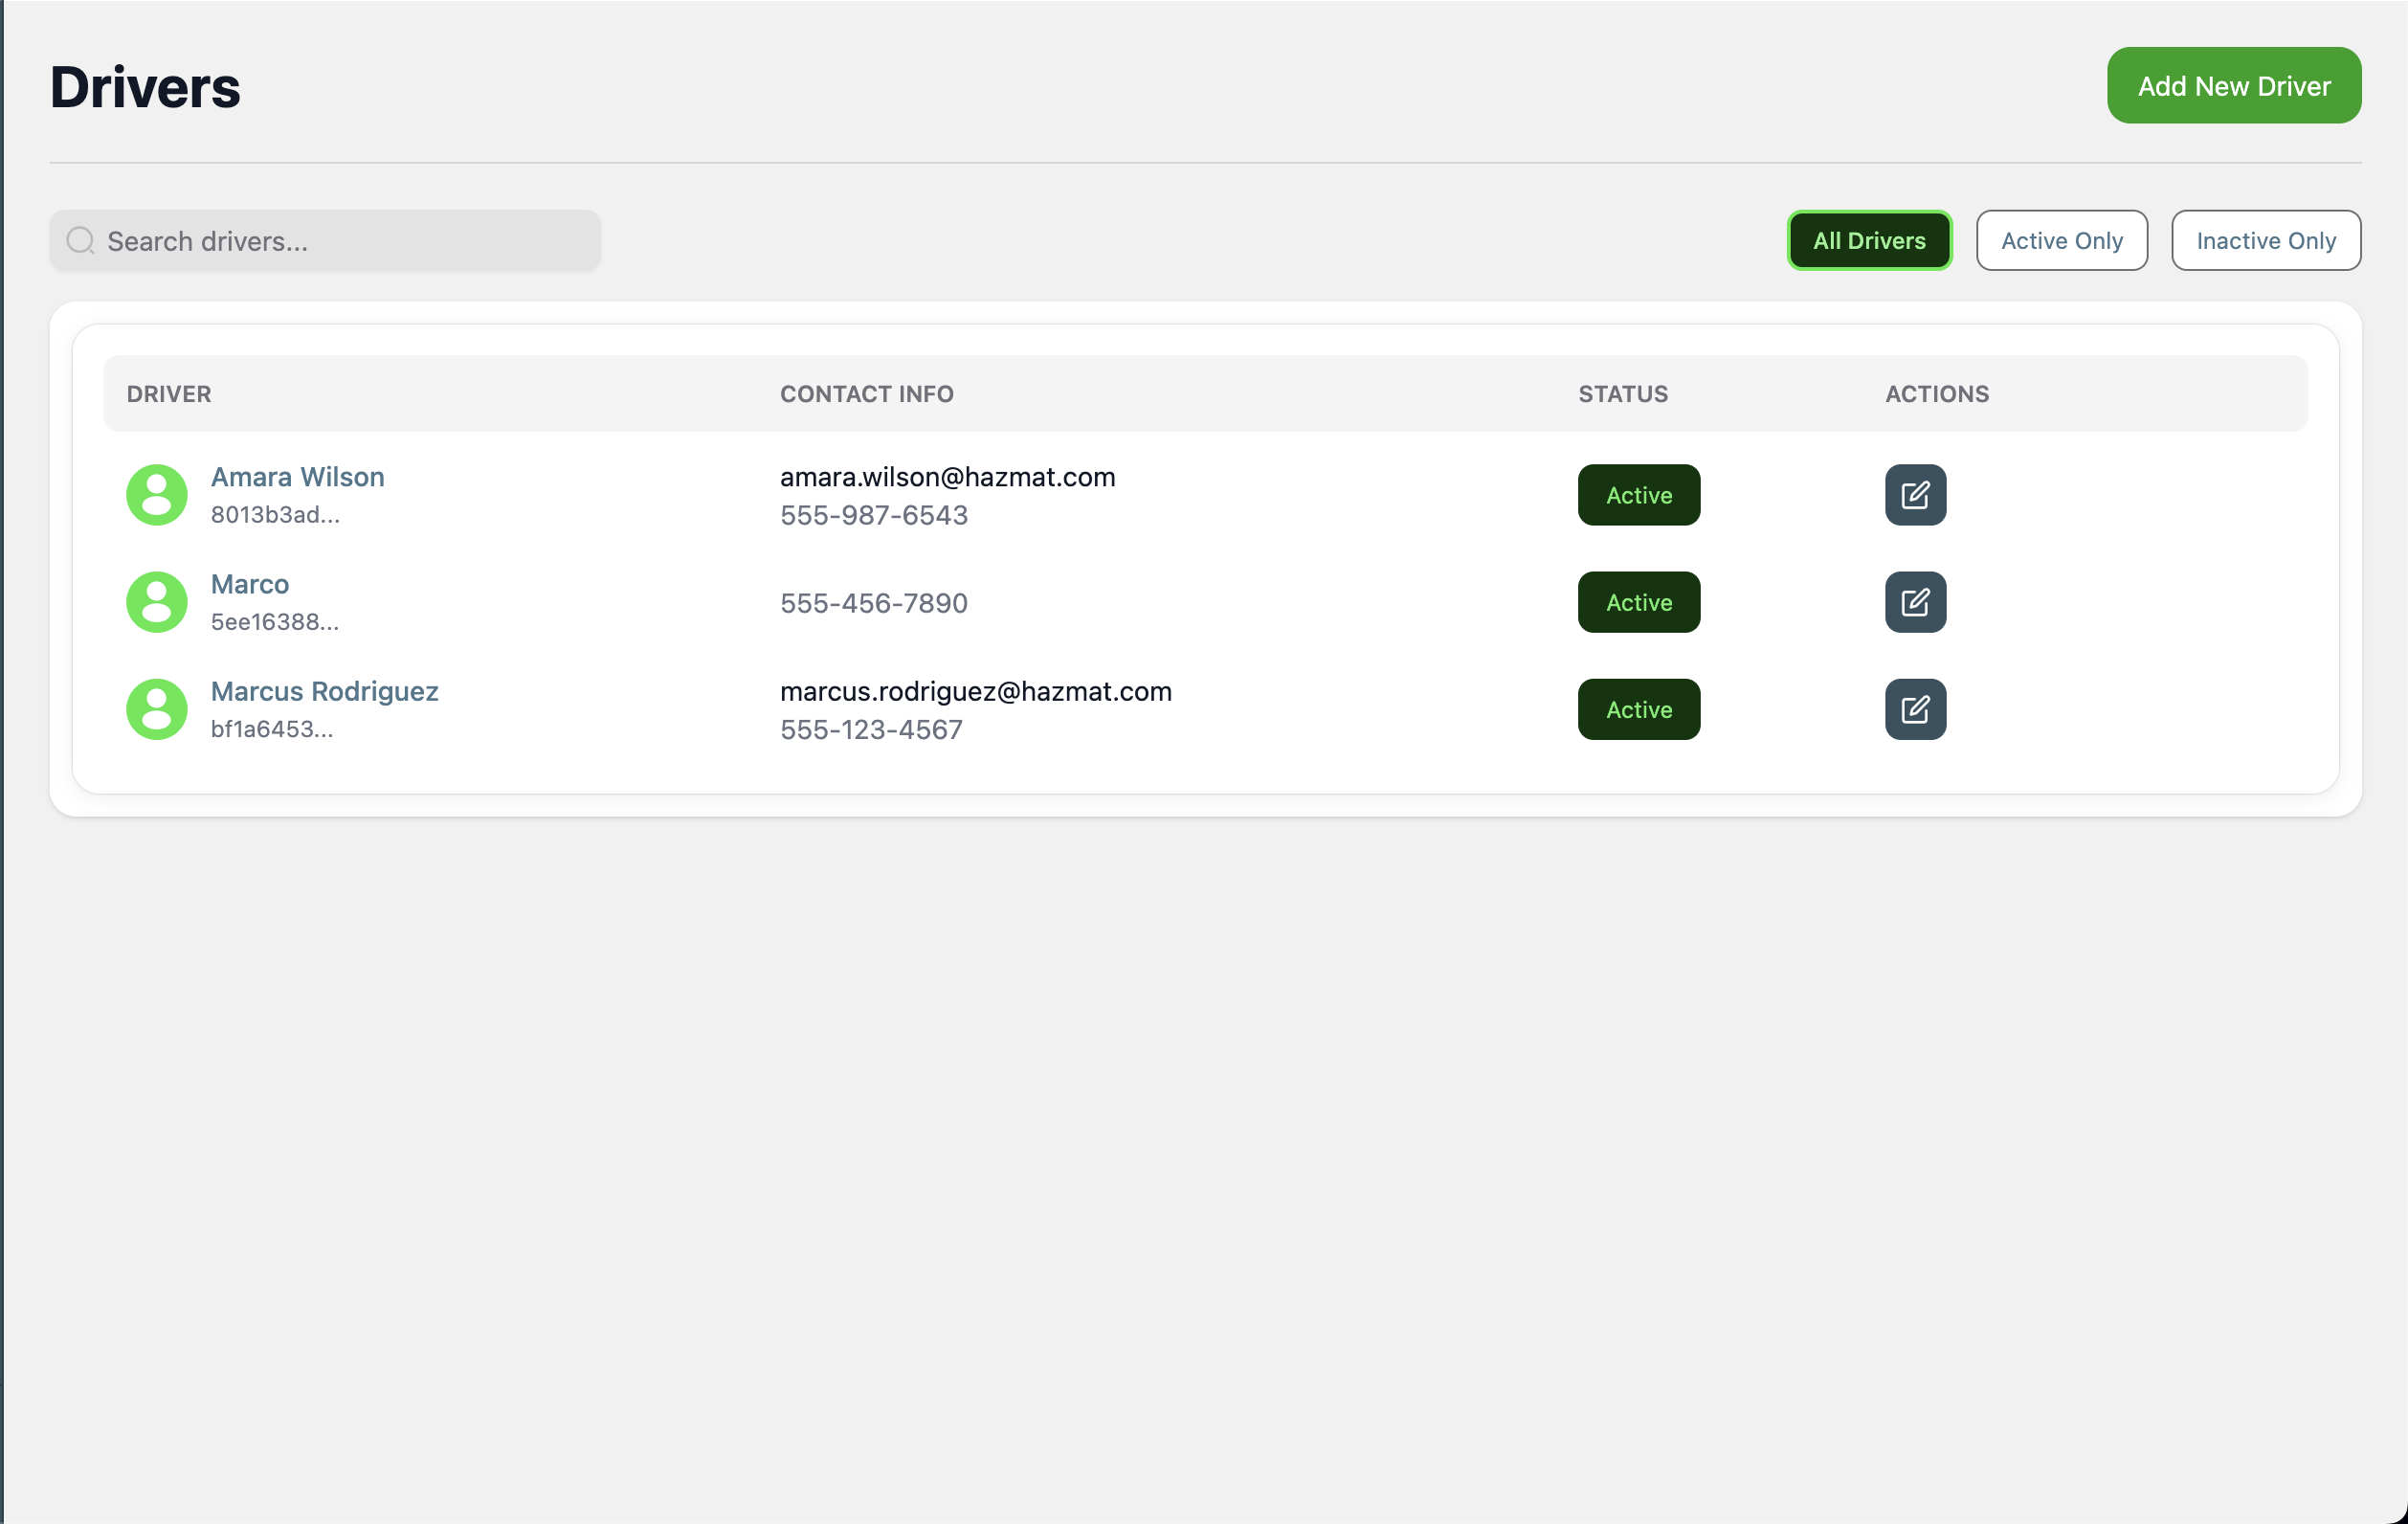 Drivers
Add New Driver
Search drivers...
All Drivers
Active Only
Inactive Only
DRIVER
CONTACT INFO
STATUS
ACTIONS
Amara Wilson
8013b3ad...
amara.wilson@hazmat.com
555-987-6543
Active
Marco
5ee16388...
555-456-7890
Active
Marcus Rodriguez
bf1a6453...
marcus.rodriguez@hazmat.com
555-123-4567
Active